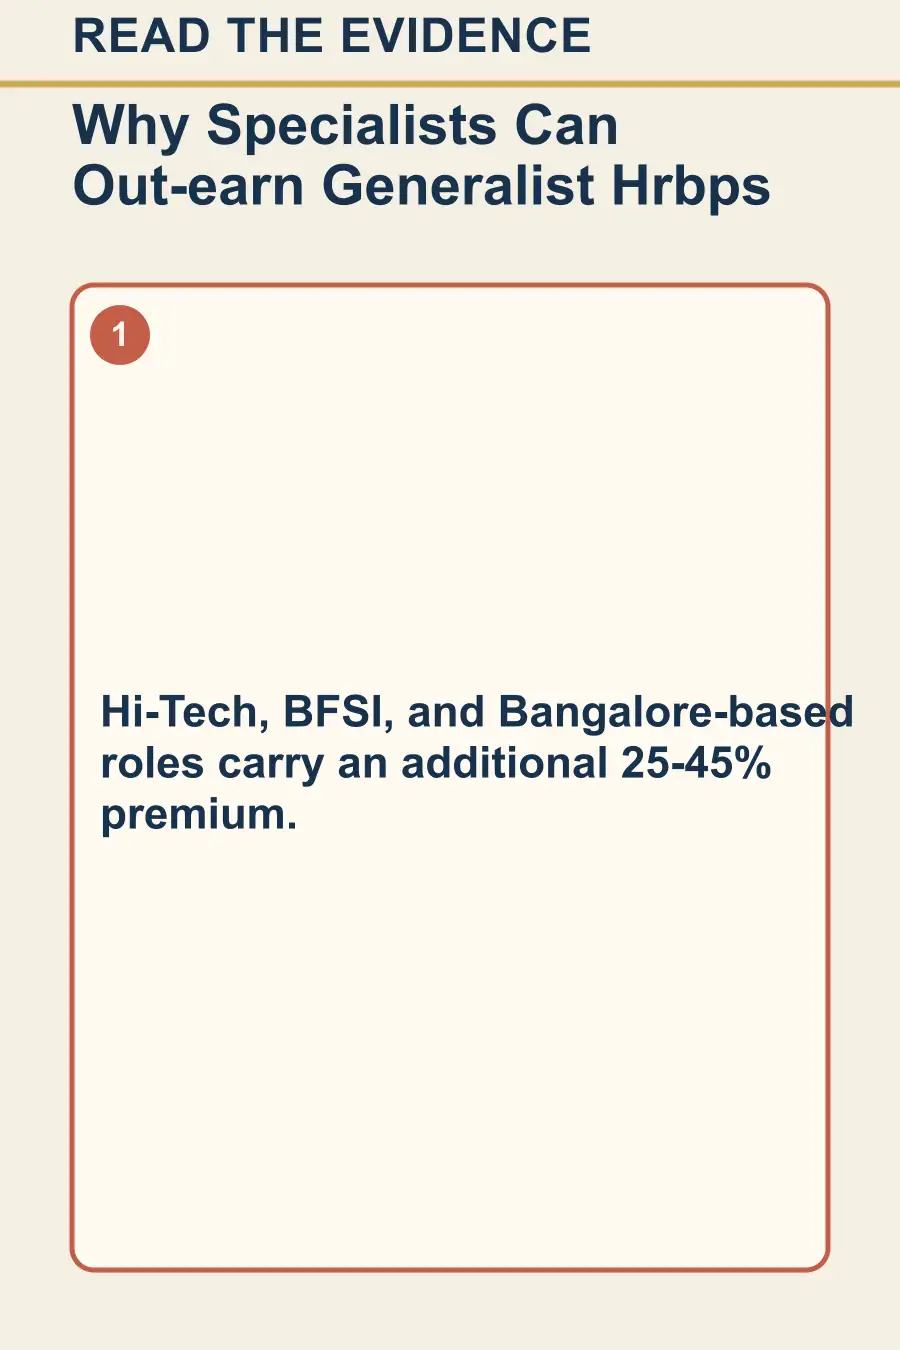 READ THE EVIDENCE
Why Specialists Can
Out-earn Generalist Hrbps
1
Hi-Tech, BFSI, and Bangalore-based
roles carry an additional 25-45%
premium.